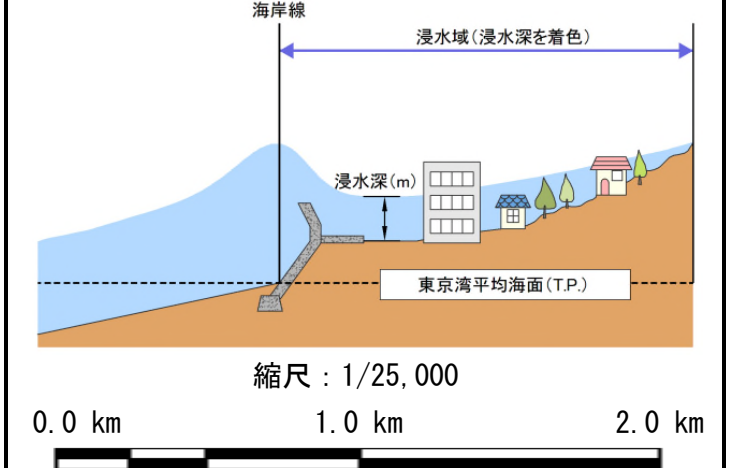 海岸線
浸水域(浸水深を着色)
浸水深(m)
東京湾平均海面(T.P.)
縮尺：1/25,000
0.0 km 1.0 km 2.0 km